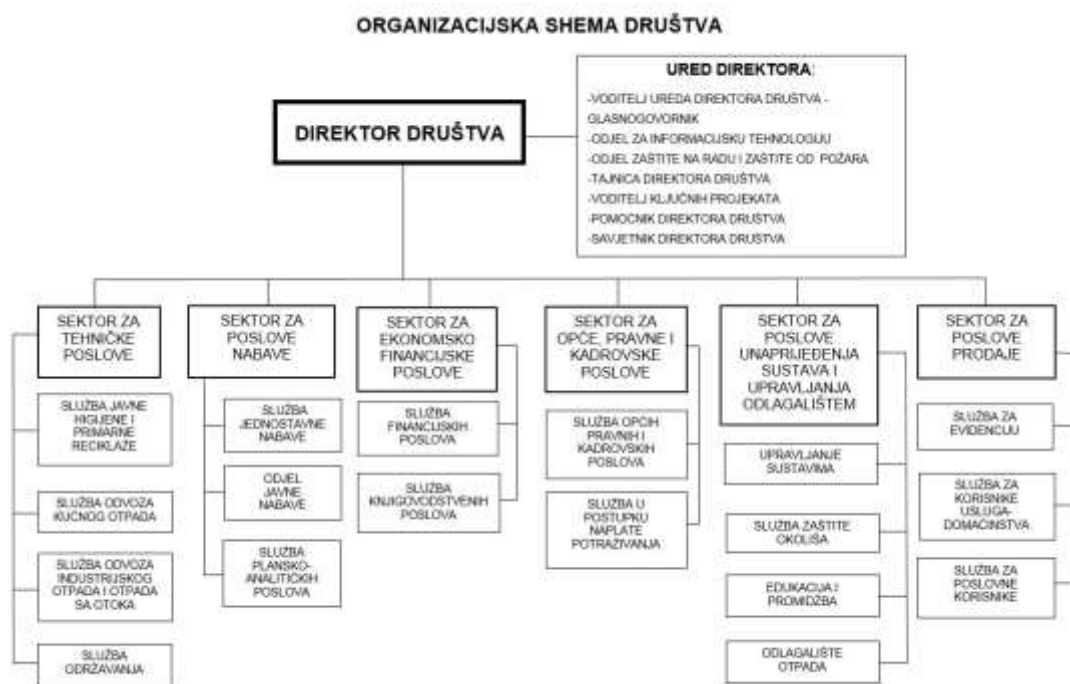 ORGANIZACIJSKA SHEMA DRUŠTVA
DIREKTOR DRUŠTVA
URED DIREKTORA:
-VODITELJ UREDA DIREKTORA DRUŠTVA -
GLASNOGOVORNIK
-ODJEL ZA INFORMACIJSKU TEHNOLOGIJU
-ODJEL ZAŠTITE NA RADU I ZAŠTITE OD POŽARA
-TAJNICA DIREKTORA DRUŠTVA
-VODITELJ KLJUČNIH PROJEKATA
-POMOĆNIK DIREKTORA DRUŠTVA
-SAVJETNIK DIREKTORA DRUŠTVA
SEKTOR ZA
TEHNIČKE
POSLOVE
SLUŽBA JAVNE
HIGIJENE I
PRIMARNE
RECIKLAŽE
SLUŽBA ODVOZA
KUĆNOG OTPADA
SLUŽBA ODVOZA
INDUSTRIJSKOG
OTPADA I OTPADA
SA OTOKA
SLUŽBA
ODRŽAVANJA
SEKTOR ZA
POSLOVE
NABAVE
SLUŽBA
JEDNOSTAVNE
NABAVE
ODJEL
JAVNE
NABAVE
SLUŽBA
PLANSKO-
ANALITIČKIH
POSLOVA
SEKTOR ZA
EKONOMSKO
FINANCIJSKE
POSLOVE
SLUŽBA
FINANCIJSKIH
POSLOVA
SLUŽBA
KNJIGOVODSTVENIH
POSLOVA
SEKTOR ZA
OPĆE, PRAVNE I
KADROVSKE
POSLOVE
SLUŽBA OPĆIH
PRAVNIH I
KADROVSKIH
POSLOVA
SLUŽBA U
POSTUPKU
NAPLATE
POTRAŽIVANJA
SEKTOR ZA
POSLOVE
UNAPRIJEĐENJA
SUSTAVA I
UPRAVLJANJA
ODLAGALIŠTEM
UPRAVLJANJE
SUSTAVIMA
SLUŽBA ZAŠTITE
OKOLIŠA
EDUKACIJA I
PROMIDŽBA
ODLAGALIŠTE
OTPADA
SEKTOR ZA
POSLOVE
PRODAJE
SLUŽBA ZA
EVIDENCIJU
SLUŽBA ZA
KORISNIKE
USLUGA-
DOMAĆINSTVA
SLUŽBA ZA
POSLOVNE
KORISNIKE